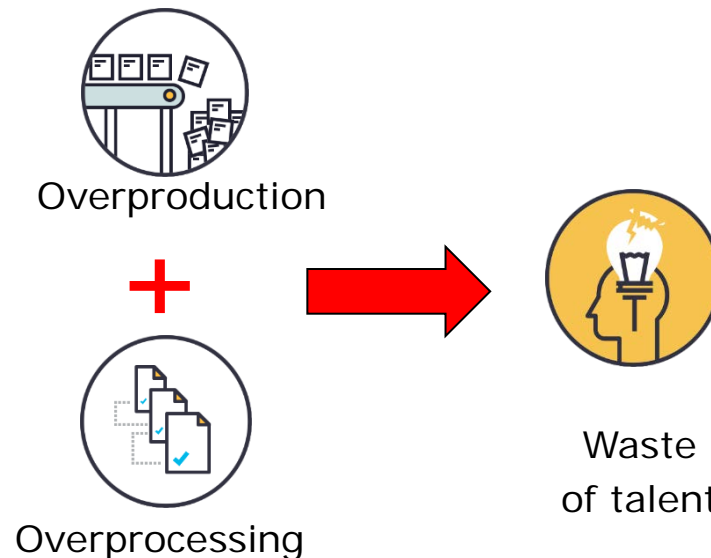 Overproduction
+
Overprocessing
Waste
of talent